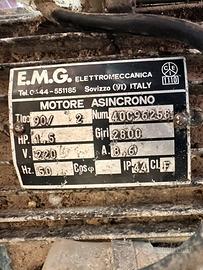 E.M.G. ELETTROMECCANICA
Tel. 0444-551185 Sovizzo (VI) ITALY
MOTORE ASINCRONO
Tipo 90/ 2 Num. 40C96256
HP. 1,5 Giri 2800
V. 220 A. 8,6
Hz. 50 Cosφ IP 44 CL. F